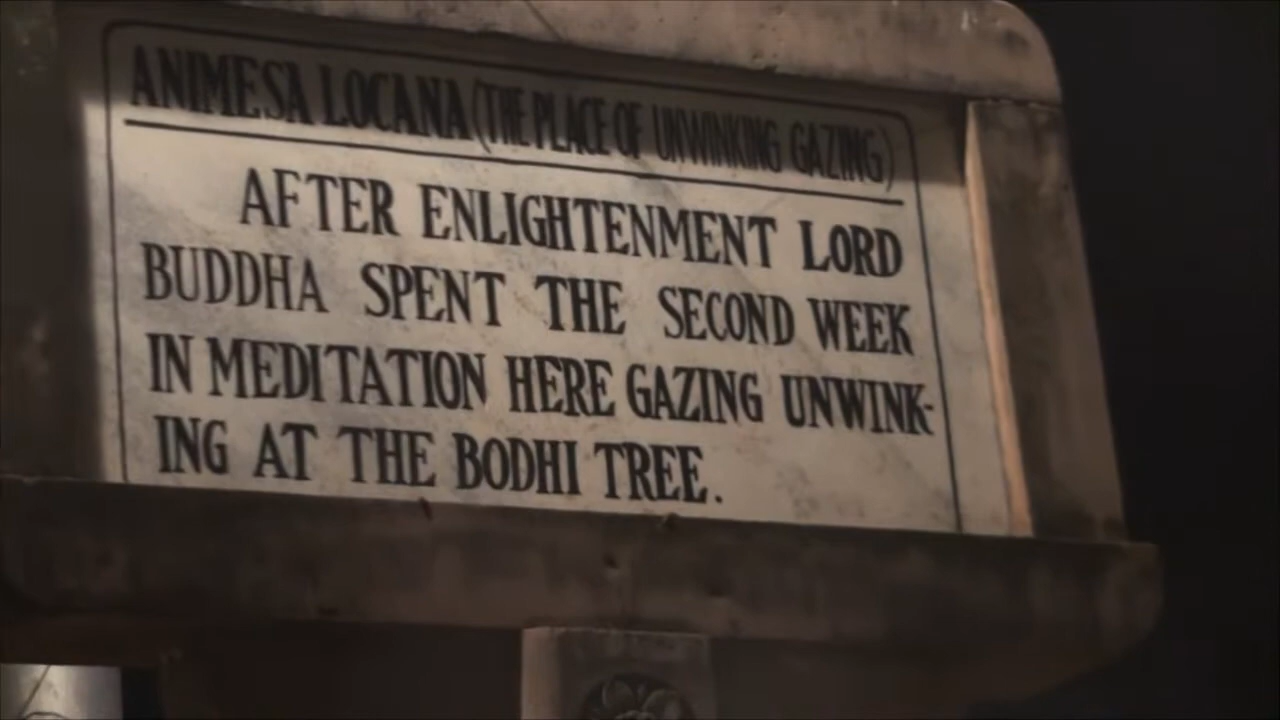 ANIMESA LOCANA (THE PLACE OF UNWINKING GAZING)
AFTER ENLIGHTENMENT LORD
BUDDHA SPENT THE SECOND WEEK
IN MEDITATION HERE GAZING UNWINK-
ING AT THE BODHI TREE.